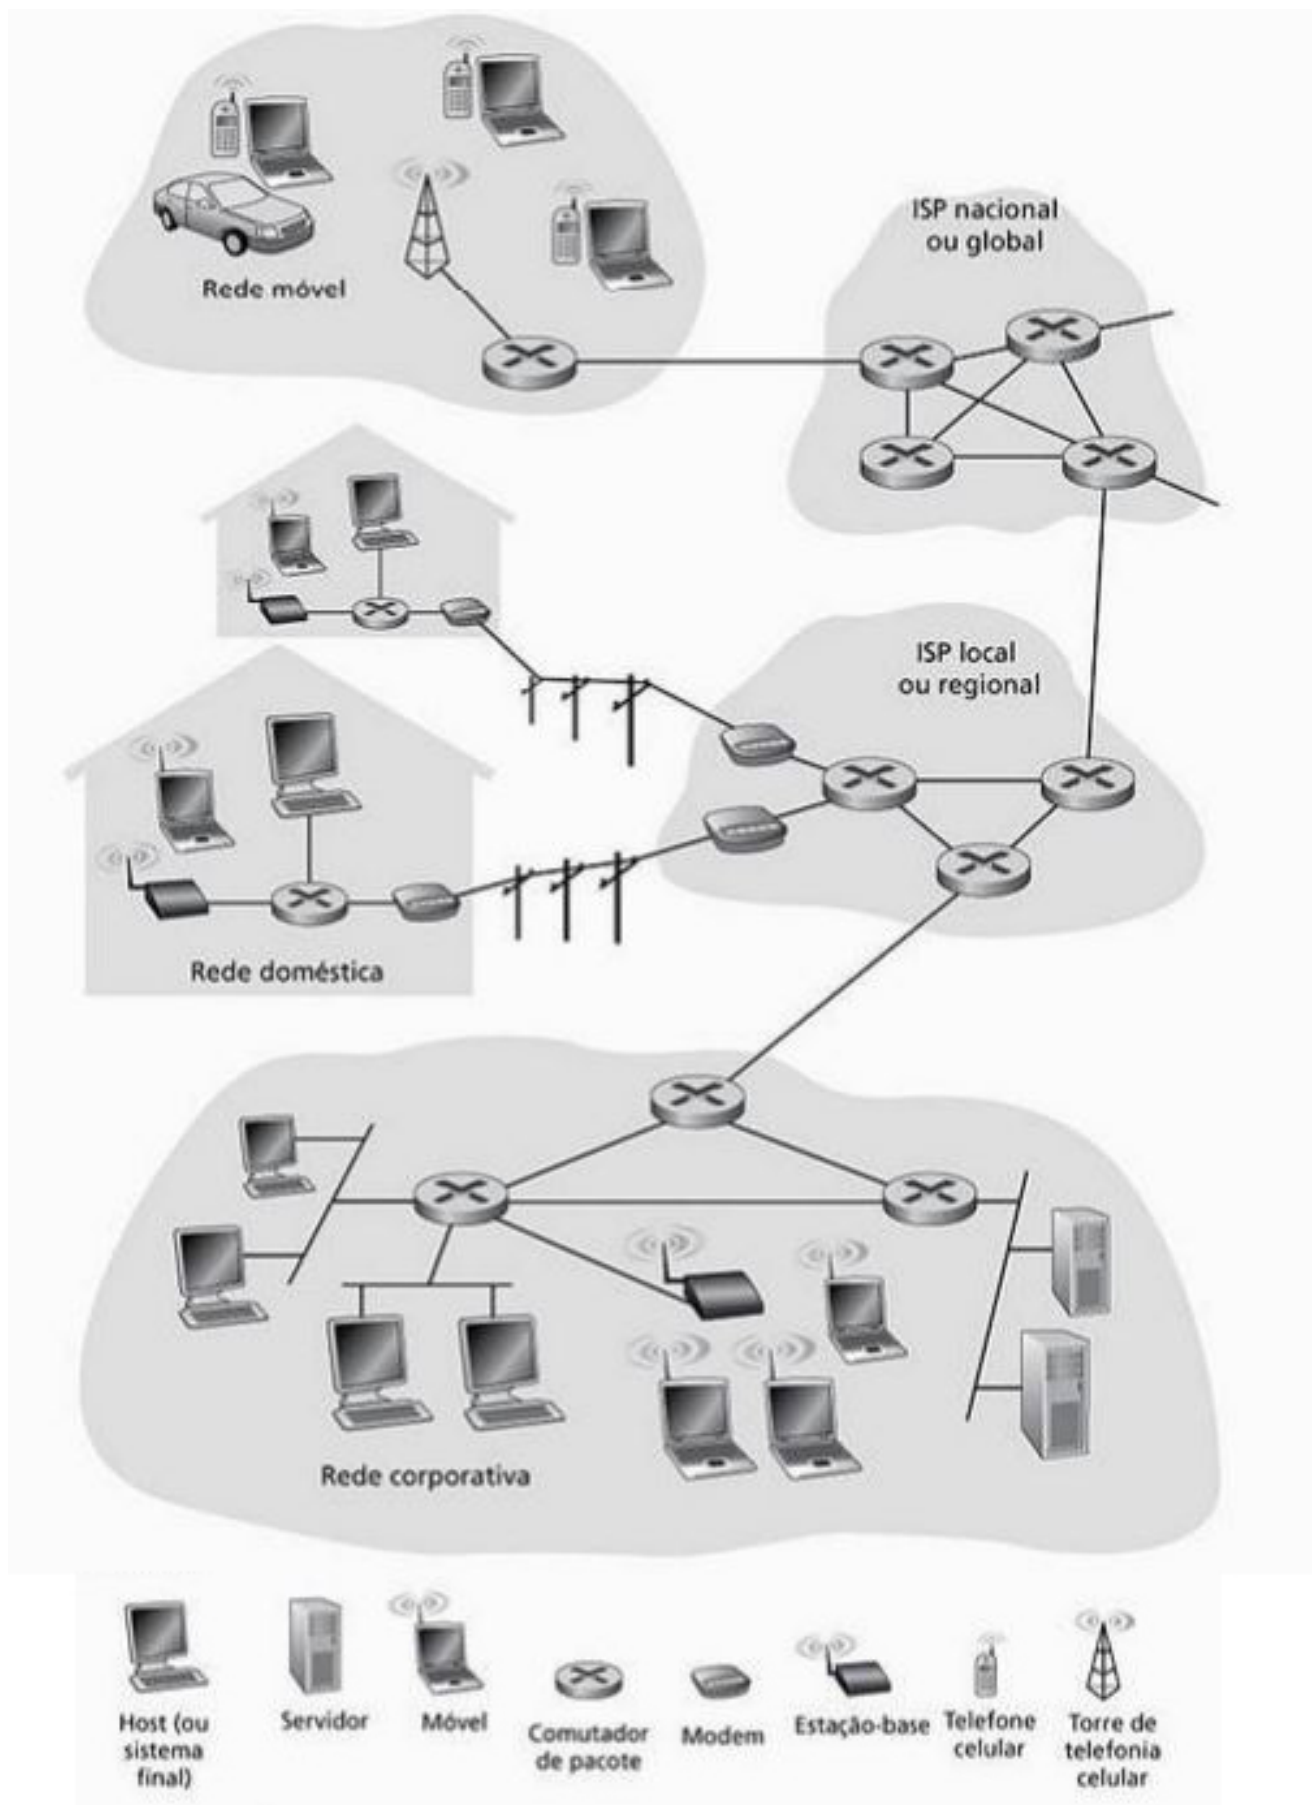 ISP nacional
ou global
Rede móvel
ISP local
ou regional
Rede doméstica
Rede corporativa
Host (ou
sistema
final)
Servidor
Móvel
Comutador
de pacote
Modem
Estação-base
Telefone
celular
Torre de
telefonia
celular